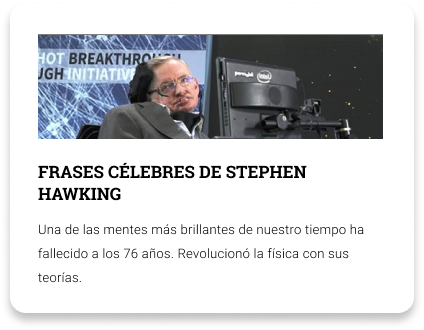 HOT BREAKTHROUGH
UGH INITIATIVE
intel
FRASES CÉLEBRES DE STEPHEN
HAWKING
Una de las mentes más brillantes de nuestro tiempo ha
fallecido a los 76 años. Revolucionó la física con sus
teorías.